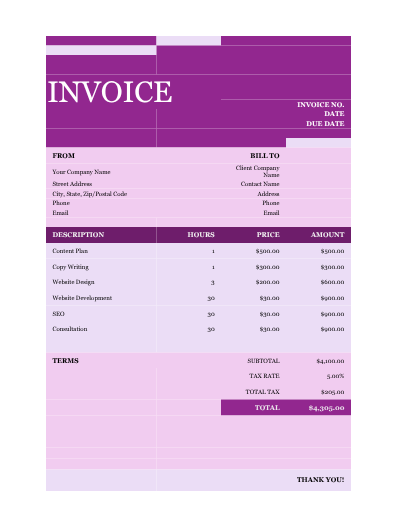 INVOICE
INVOICE NO.
DATE
DUE DATE
FROM BILL TO
Your Company Name Client Company Name
Street Address Contact Name
City, State, Zip/Postal Code Address
Phone Phone
Email Email
DESCRIPTION HOURS PRICE AMOUNT
Content Plan 1 $500.00 $500.00
Copy Writing 1 $300.00 $300.00
Website Design 3 $200.00 $600.00
Website Development 30 $30.00 $900.00
SEO 30 $30.00 $900.00
Consultation 30 $30.00 $900.00
TERMS SUBTOTAL $4,100.00
TAX RATE 5.00%
TOTAL TAX $205.00
TOTAL $4,305.00
THANK YOU!